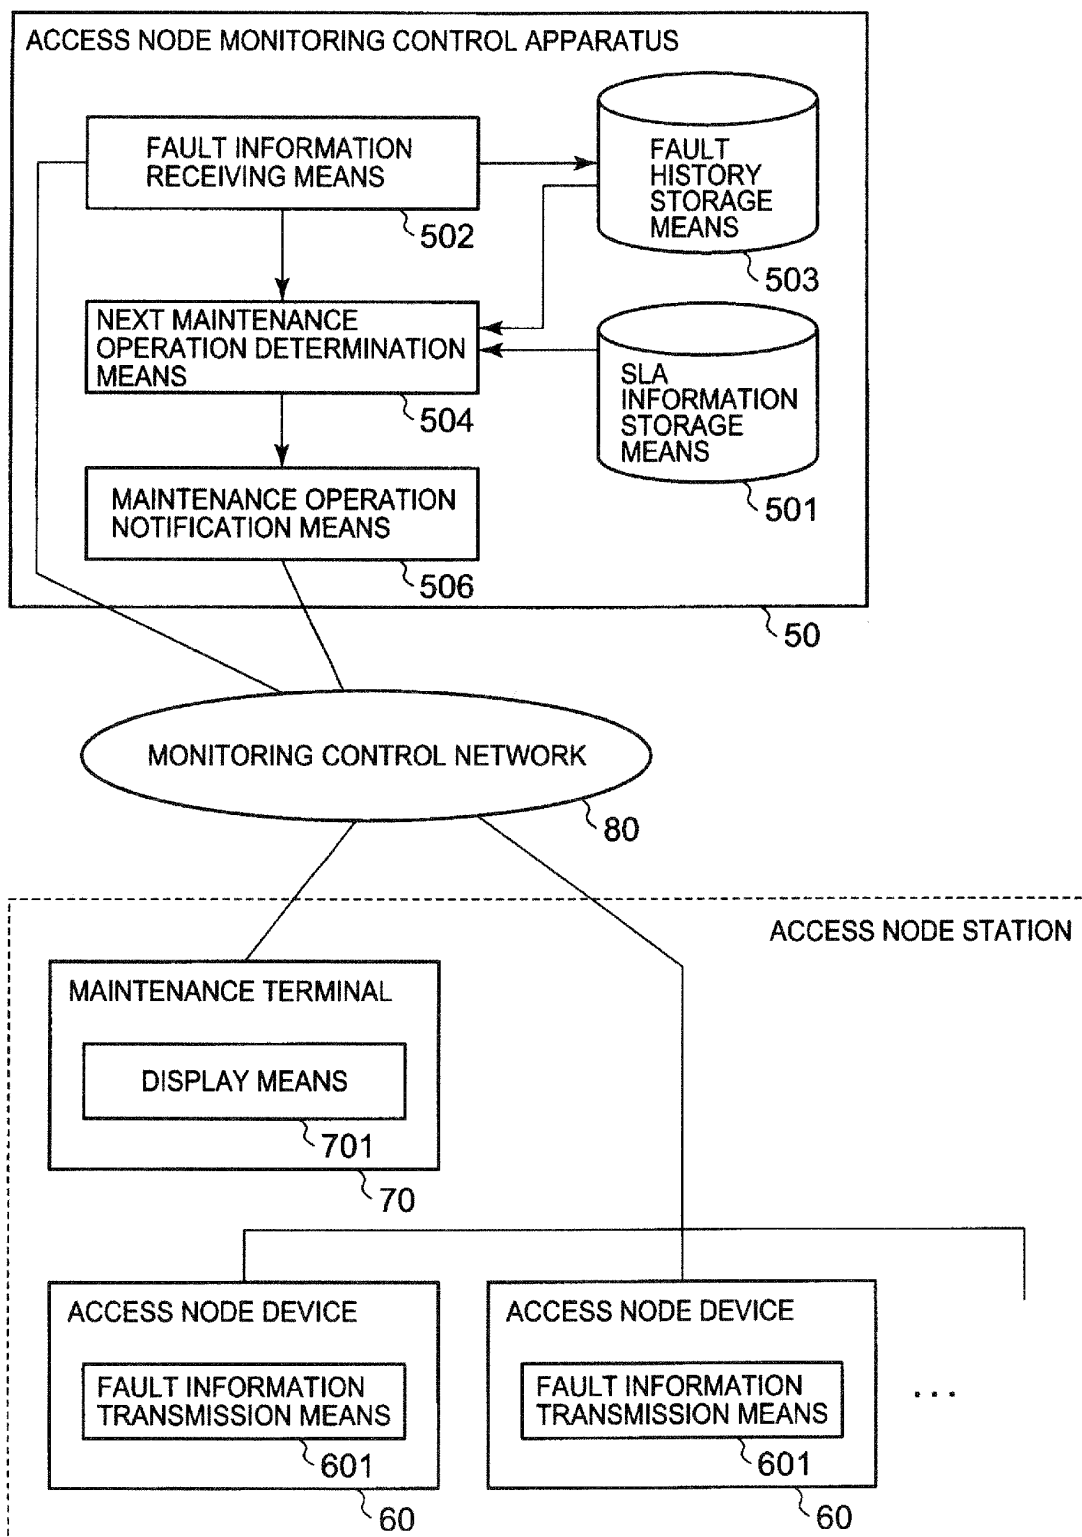 ACCESS NODE MONITORING CONTROL APPARATUS
FAULT INFORMATION
RECEIVING MEANS
502
FAULT
HISTORY
STORAGE
MEANS
503
NEXT MAINTENANCE
OPERATION DETERMINATION
MEANS
504
SLA
INFORMATION
STORAGE
MEANS
501
MAINTENANCE OPERATION
NOTIFICATION MEANS
506
50
MONITORING CONTROL NETWORK
80
ACCESS NODE STATION
MAINTENANCE TERMINAL
DISPLAY MEANS
701
70
ACCESS NODE DEVICE
FAULT INFORMATION
TRANSMISSION MEANS
601
60
ACCESS NODE DEVICE
FAULT INFORMATION
TRANSMISSION MEANS
601
60
...